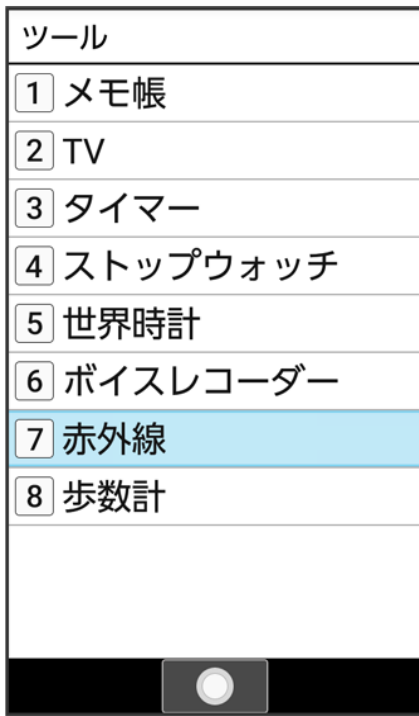 ツール
1 メモ帳
2 TV
3 タイマー
4 ストップウォッチ
5 世界時計
6 ボイスレコーダー
7 赤外線
8 歩数計